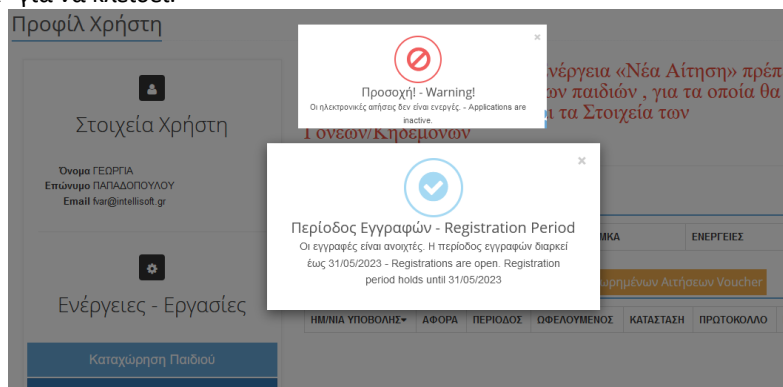 για να κλείσει.
Προφίλ Χρήστη
Στοιχεία Χρήστη
Όνομα ΓΕΩΡΓΙΑ
Επώνυμο ΠΑΠΑΔΟΠΟΥΛΟΥ
Email fvar@intellisoft.gr
Ενέργειες - Εργασίες
Καταχώρηση Παιδιού
×
Προσοχή! - Warning!
Οι ηλεκτρονικές αιτήσεις δεν είναι ενεργές. - Applications are
inactive.
ενέργεια «Νέα Αίτηση» πρέπ
ων παιδιών , για τα οποία θα
ι τα Στοιχεία των
Γονέων/Κηδεμόνων
×
Περίοδος Εγγραφών - Registration Period
Οι εγγραφές είναι ανοιχτές. Η περίοδος εγγραφών διαρκεί
έως 31/05/2023 - Registrations are open. Registration
period holds until 31/05/2023
ΜΚΑ ΕΝΕΡΓΕΙΕΣ
ωρημένων Αιτήσεων Voucher
ΗΜ/ΝΙΑ ΥΠΟΒΟΛΗΣ ΑΦΟΡΑ ΠΕΡΙΟΔΟΣ ΩΦΕΛΟΥΜΕΝΟΣ ΚΑΤΑΣΤΑΣΗ ΠΡΩΤΟΚΟΛΛΟ